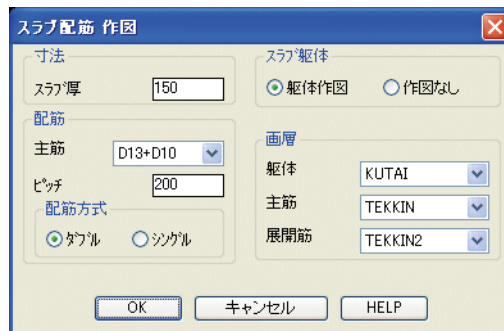 スラブ配筋 作図
寸法
スラブ厚 150
配筋
主筋 D13+D10
ピッチ 200
配筋方式
ダブル シングル
スラブ躯体
躯体作図 作図なし
画層
躯体 KUTAI
主筋 TEKKIN
展開筋 TEKKIN2
OK キャンセル HELP